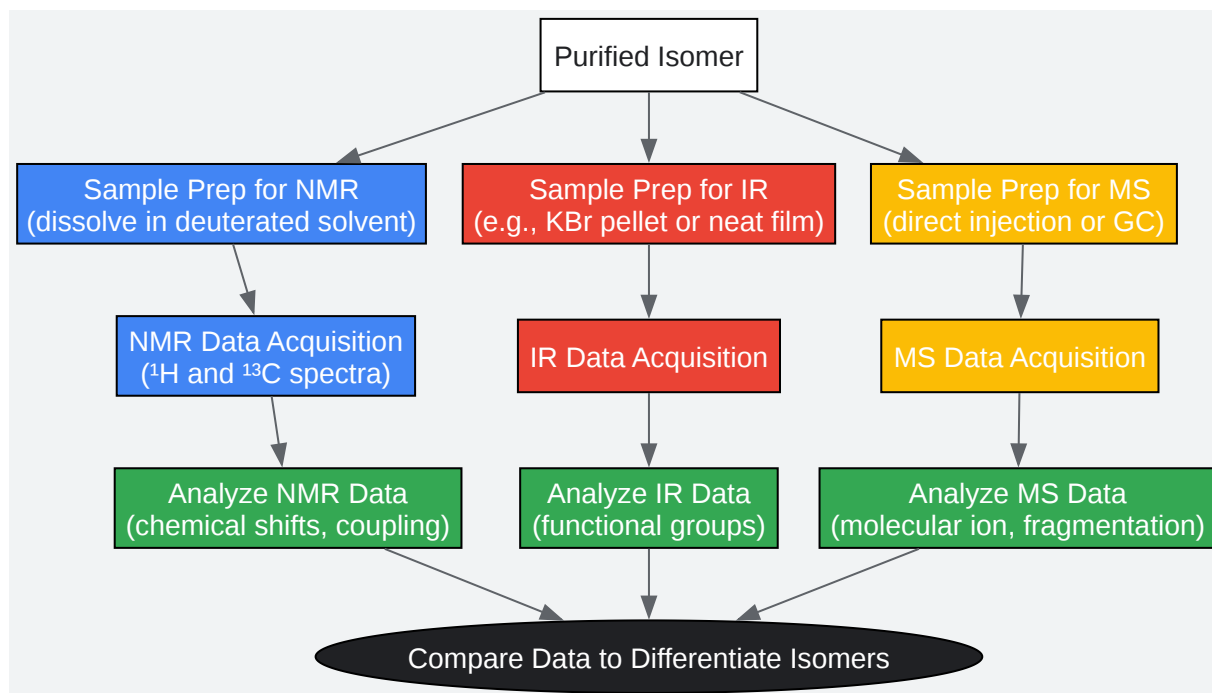 Purified Isomer
Sample Prep for NMR
(dissolve in deuterated solvent)
Sample Prep for IR
(e.g., KBr pellet or neat film)
Sample Prep for MS
(direct injection or GC)
NMR Data Acquisition
(¹H and ¹³C spectra)
IR Data Acquisition
MS Data Acquisition
Analyze NMR Data
(chemical shifts, coupling)
Analyze IR Data
(functional groups)
Analyze MS Data
(molecular ion, fragmentation)
Compare Data to Differentiate Isomers